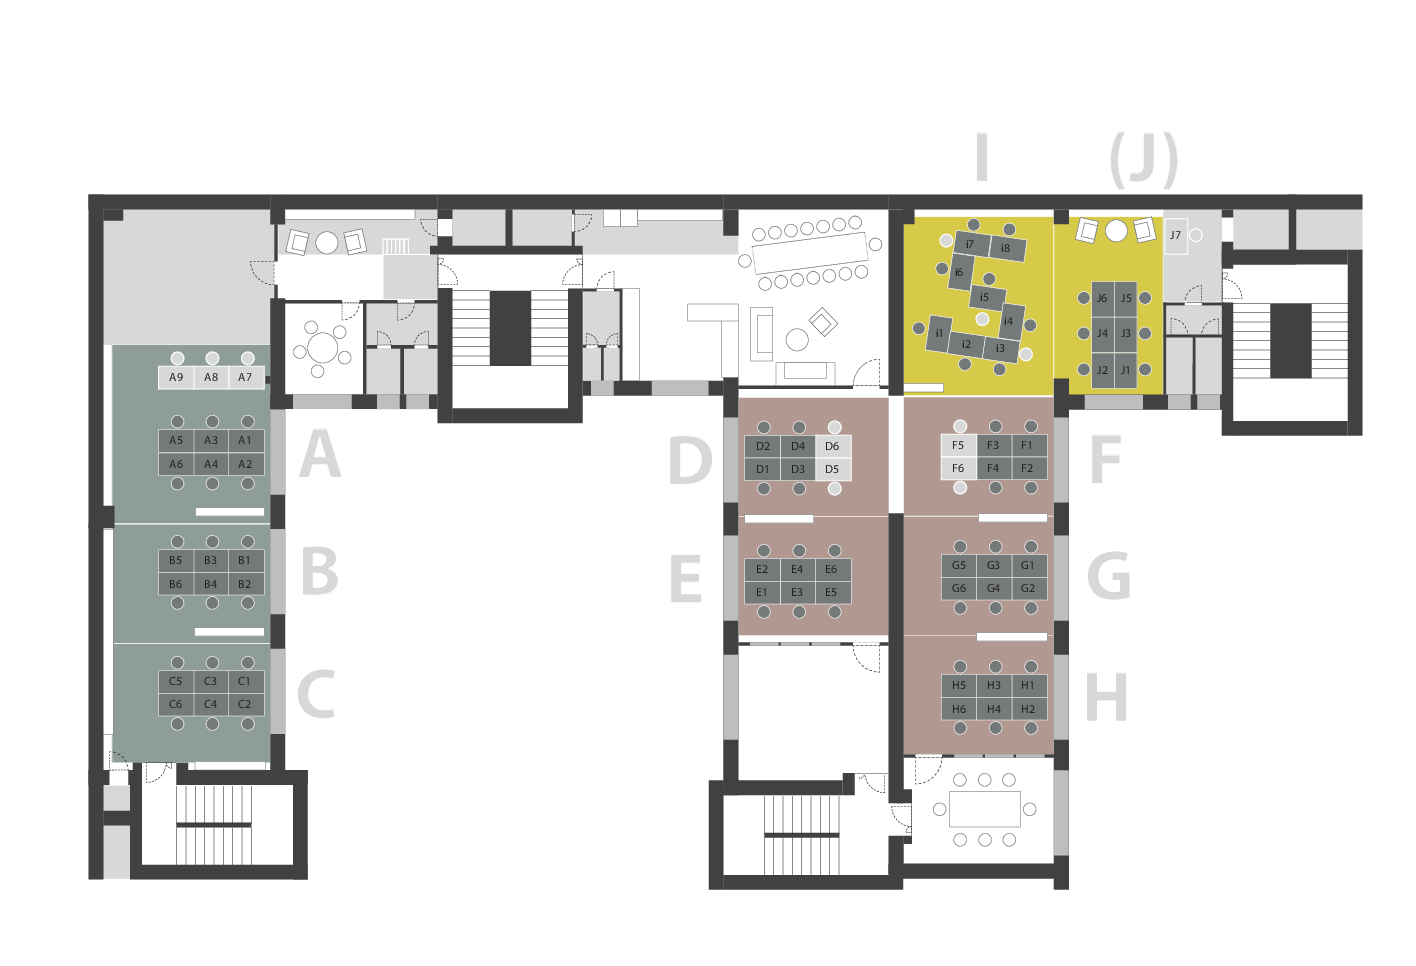 I (J)
i7 i8 J7
i6
i5 J6 J5
i4
i1 i2 i3 J4 J3
J2 J1
A9 A8 A7
A5 A3 A1
A6 A4 A2
A
D2 D4 D6
D1 D3 D5
D
F5 F3 F1
F6 F4 F2
F
B5 B3 B1
B6 B4 B2
B
E2 E4 E6
E1 E3 E5
E
G5 G3 G1
G6 G4 G2
G
C5 C3 C1
C6 C4 C2
C
H5 H3 H1
H6 H4 H2
H